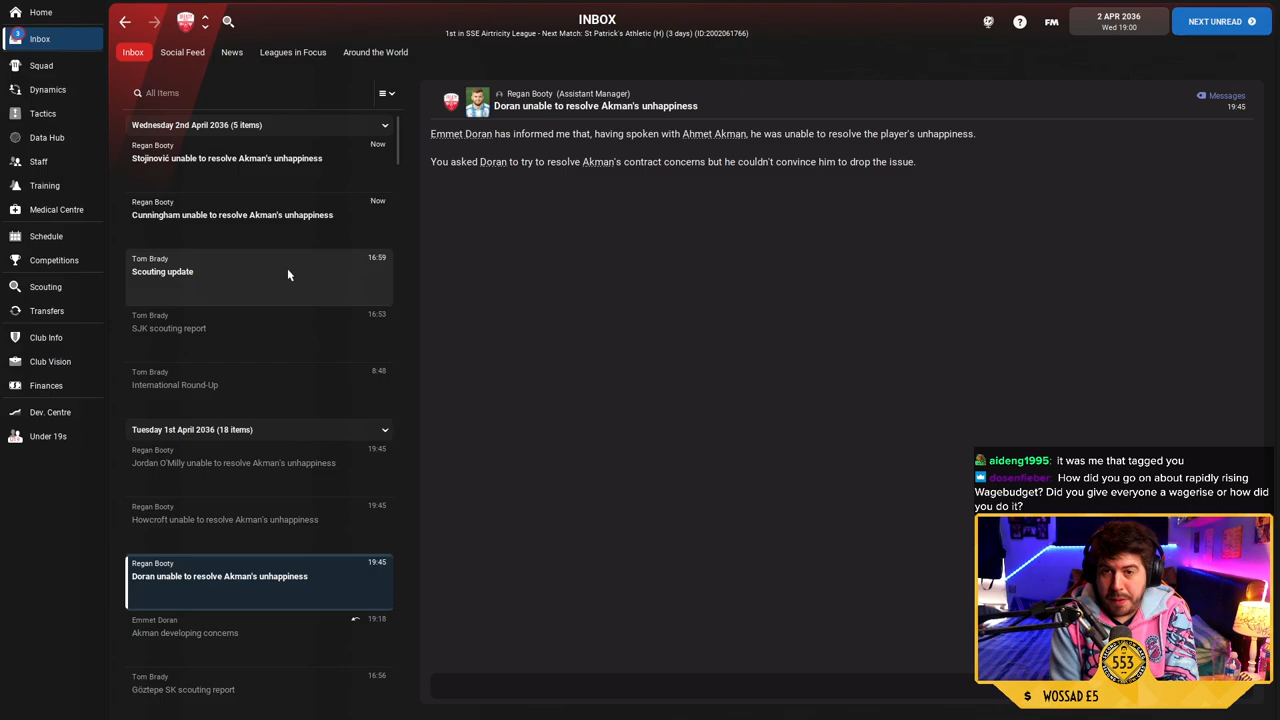 Home
3
Inbox
Squad
Dynamics
Tactics
Data Hub
Staff
Training
Medical Centre
Schedule
Competitions
Scouting
Transfers
Club Info
Club Vision
Finances
Dev. Centre
Under 19s
INBOX
1st in SSE Airtricity League - Next Match: St Patrick's Athletic (H) (3 days) (ID:2002061766)
FM
2 APR 2036
Wed 19:00
NEXT UNREAD
Inbox
Social Feed
News
Leagues in Focus
Around the World
All Items
Wednesday 2nd April 2036 (5 items)
Regan Booty
Now
Stojinović unable to resolve Akman's unhappiness
Regan Booty
Now
Cunningham unable to resolve Akman's unhappiness
Tom Brady
16:59
Scouting update
Tom Brady
16:53
SJK scouting report
Tom Brady
8:48
International Round-Up
Tuesday 1st April 2036 (18 items)
Regan Booty
19:45
Jordan O'Milly unable to resolve Akman's unhappiness
Regan Booty
19:45
Howcroft unable to resolve Akman's unhappiness
Regan Booty
19:45
Doran unable to resolve Akman's unhappiness
Emmet Doran
19:18
Akman developing concerns
Tom Brady
16:56
Göztepe SK scouting report
Regan Booty (Assistant Manager)
Doran unable to resolve Akman's unhappiness
Messages
19:45
Emmet Doran has informed me that, having spoken with Ahmet Akman, he was unable to resolve the player's unhappiness.
You asked Doran to try to resolve Akman's contract concerns but he couldn't convince him to drop the issue.
aideng1995: it was me that tagged you
dosenfieber: How did you go on about rapidly rising
Wagebudget? Did you give everyone a wagerise or how did
you do it?
553
$ WOSSAD £5